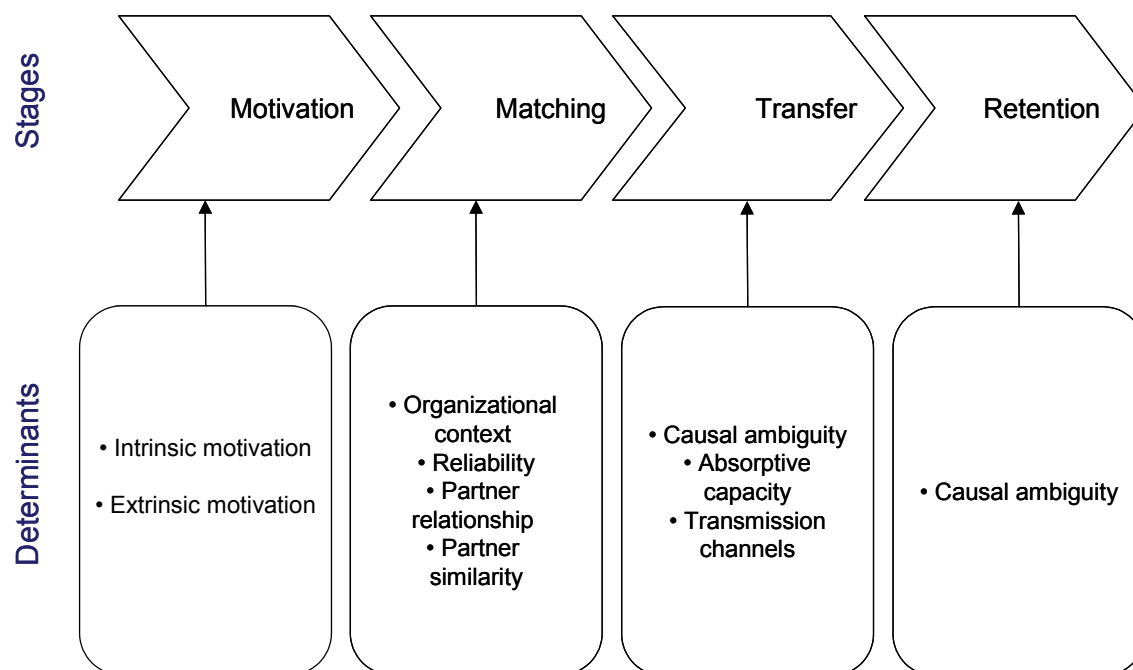 Stages
Motivation
Matching
Transfer
Retention
Determinants
• Intrinsic motivation
• Extrinsic motivation
• Organizational
context
• Reliability
• Partner
relationship
• Partner
similarity
• Causal ambiguity
• Absorptive
capacity
• Transmission
channels
• Causal ambiguity